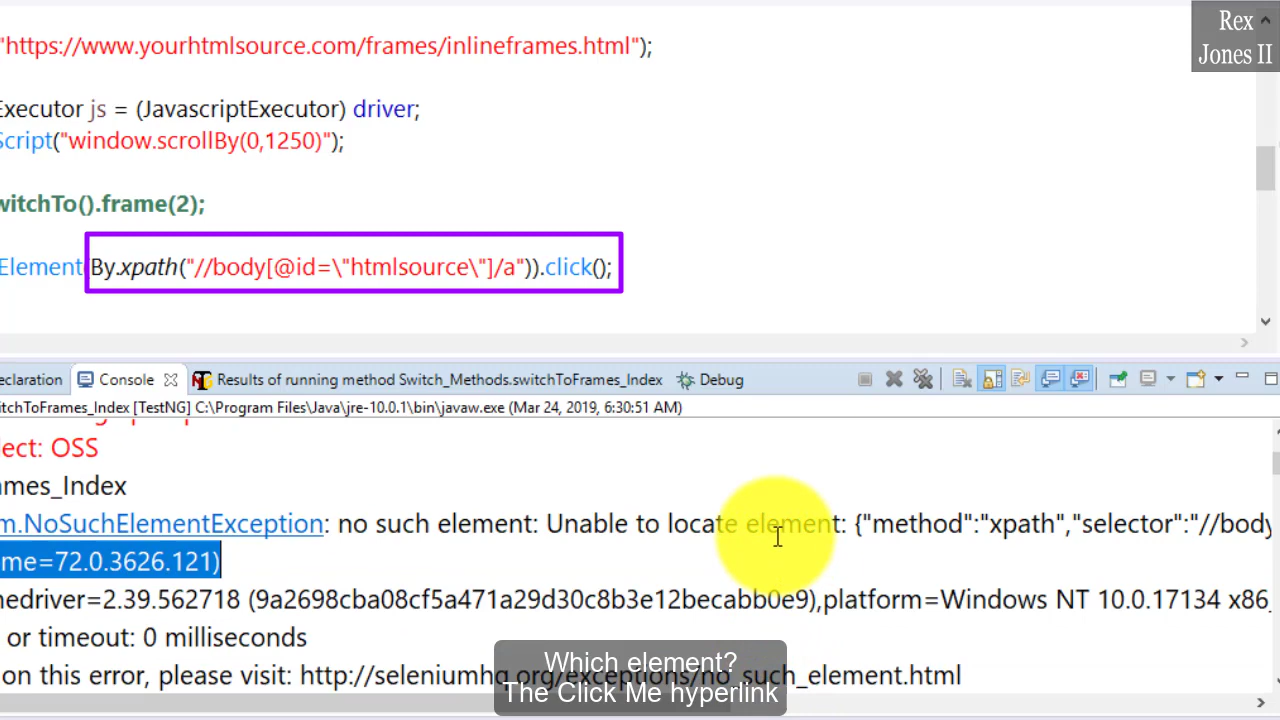 Rex
Jones II
"https://www.yourhtmlsource.com/frames/inlineframes.html");
Executor js = (JavascriptExecutor) driver;
Script("window.scrollBy(0,1250)");
witchTo().frame(2);
Element(By.xpath("//body[@id=\"htmlsource\"]/a")).click();
eclaration Console Results of running method Switch_Methods.switchToFrames_Index Debug
itchToFrames_Index [TestNG] C:\Program Files\Java\jre-10.0.1\bin\javaw.exe (Mar 24, 2019, 6:30:51 AM)
ect: OSS
ames_Index
m.NoSuchElementException: no such element: Unable to locate element: {"method":"xpath","selector":"//body
me=72.0.3626.121)
nedriver=2.39.562718 (9a2698cba08cf5a471a29d30c8b3e12becabb0e9),platform=Windows NT 10.0.17134 x86_
or timeout: 0 milliseconds
on this error, please visit: http://seleniumhq.org/exceptions/no_such_element.html
Which element?
The Click Me hyperlink